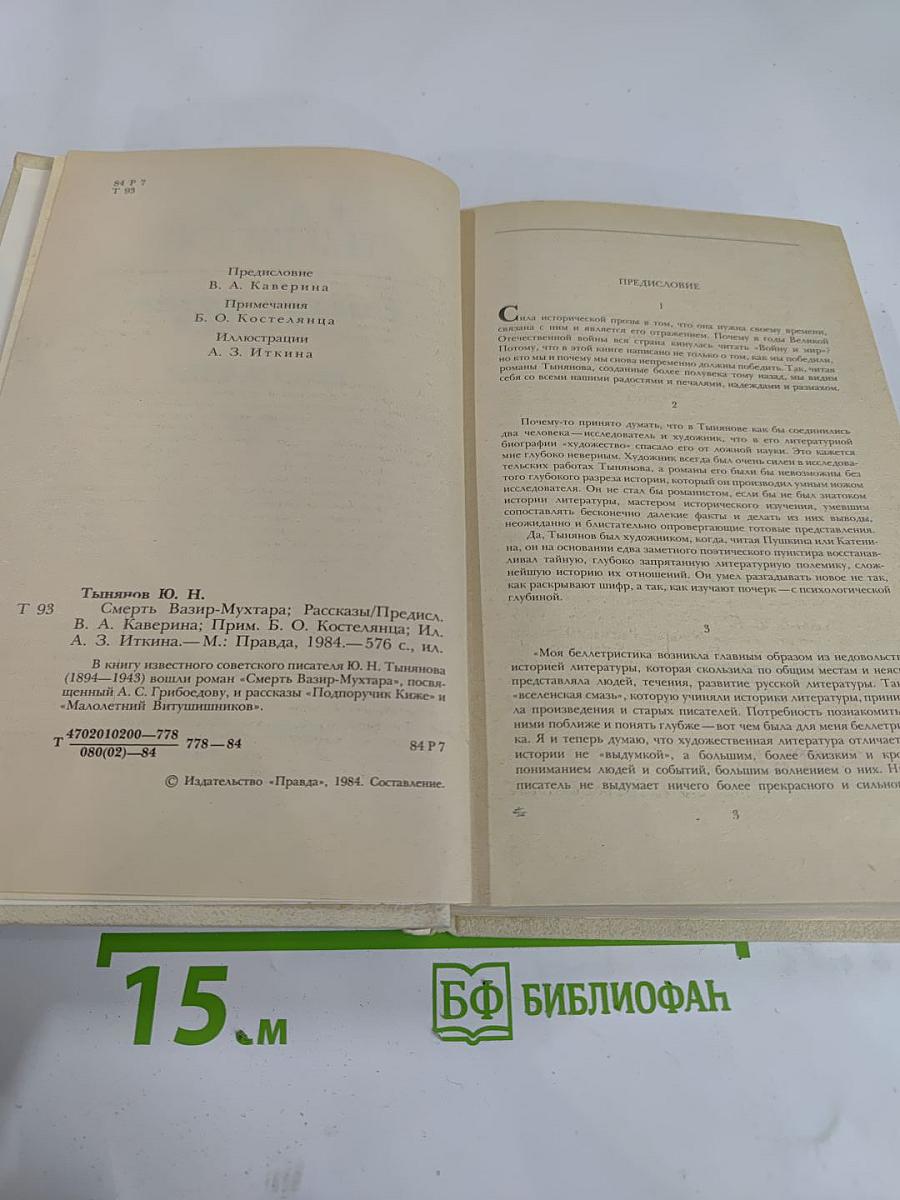 84 Р 7
Т 93
Предисловие
В. А. Каверина
Примечания
Б. О. Костелянца
Иллюстрации
А. З. Иткина
Тынянов Ю. Н.
Т 93 Смерть Вазир-Мухтара; Рассказы/Предисл.
В. А. Каверина; Прим. Б. О. Костелянца; Ил.
А. З. Иткина.— М.: Правда, 1984.— 576 с., ил.
В книгу известного советского писателя Ю. Н. Тынянова
(1894—1943) вошли роман «Смерть Вазир-Мухтара», посвя-
щенный А. С. Грибоедову, и рассказы «Подпоручик Киже» и
«Малолетний Витушишников».
Т 4702010200—778
080(02)—84
778—84
84 Р 7
© Издательство «Правда», 1984. Составление.
ПРЕДИСЛОВИЕ
1
Сила исторической прозы в том, что она нужна своему времени,
связана с ним и является его отражением. Почему в годы Великой
Отечественной войны вся страна кинулась читать «Войну и мир»?
Потому, что в этой книге написано не только о том, как мы победили,
но кто мы и почему мы снова непременно должны победить. Так, читая
романы Тынянова, созданные более полувека тому назад, мы видим
себя со всеми нашими радостями и печалями, надеждами и размахом.
2
Почему-то принято думать, что в Тынянове как бы соединились
два человека — исследователь и художник, что в его литературной
биографии «художество» спасало его от ложной науки. Это кажется
мне глубоко неверным. Художник всегда был очень силен в исследова-
тельских работах Тынянова, а романы его были бы невозможны без
того глубокого разреза истории, который он производил умным ножом
исследователя. Он не стал бы романистом, если бы не был знатоком
истории литературы, мастером исторического изучения, умевшим
сопоставлять бесконечно далекие факты и делать из них выводы,
неожиданно и блистательно опровергающие готовые представления.
Да, Тынянов был художником, когда, читая Пушкина или Катени-
на, он на основании едва заметного поэтического пунктира восстанав-
ливал тайную, глубоко запрятанную литературную полемику, слож-
нейшую историю их отношений. Он умел разгадывать новое не так,
как раскрывают шифр, а так, как изучают почерк — с психологической
глубиной.
3
«Моя беллетристика возникла главным образом из недовольств
историей литературы, которая скользила по общим местам и неясн
представляла людей, течения, развитие русской литературы. Так
«вселенская смазь», которую учиняли историки литературы, прини
ла произведения и старых писателей. Потребность познакомить
ними поближе и понять глубже — вот чем была для меня беллетри
ка. Я и теперь думаю, что художественная литература отличает
истории не «выдумкой», а большим, более близким и кро
пониманием людей и событий, большим волнением о них. Ни
писатель не выдумает ничего более прекрасного и сильно
3
15 см
БФ БИБЛИОФАН